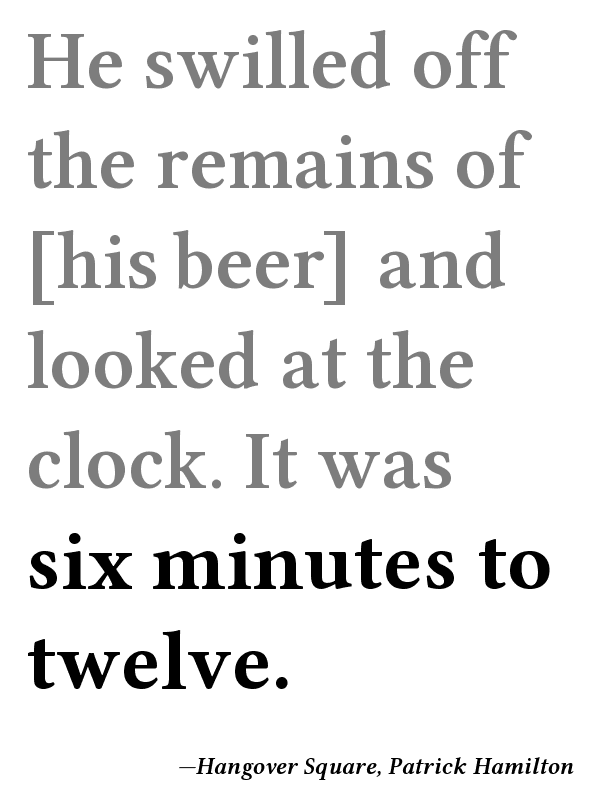 He swilled off
the remains of
[his beer] and
looked at the
clock. It was
six minutes to
twelve.
—Hangover Square, Patrick Hamilton